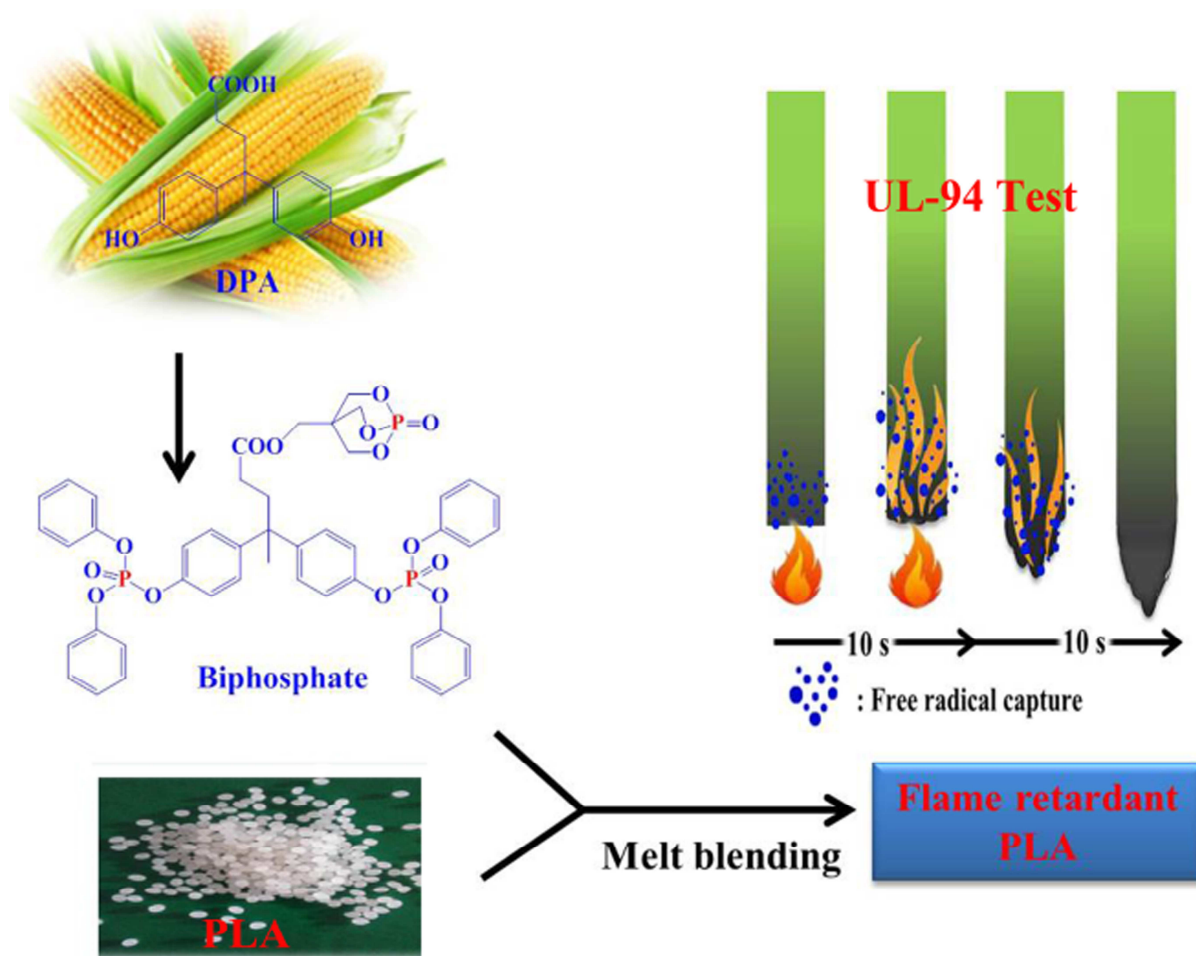 COOH
HO
OH
DPA
O
O
P
O
O
O
COO
O
O
P
O
O
O
O
P
O
O
Biphosphate
PLA
Melt blending
UL-94 Test
10 s
10 s
: Free radical capture
Flame retardant
PLA